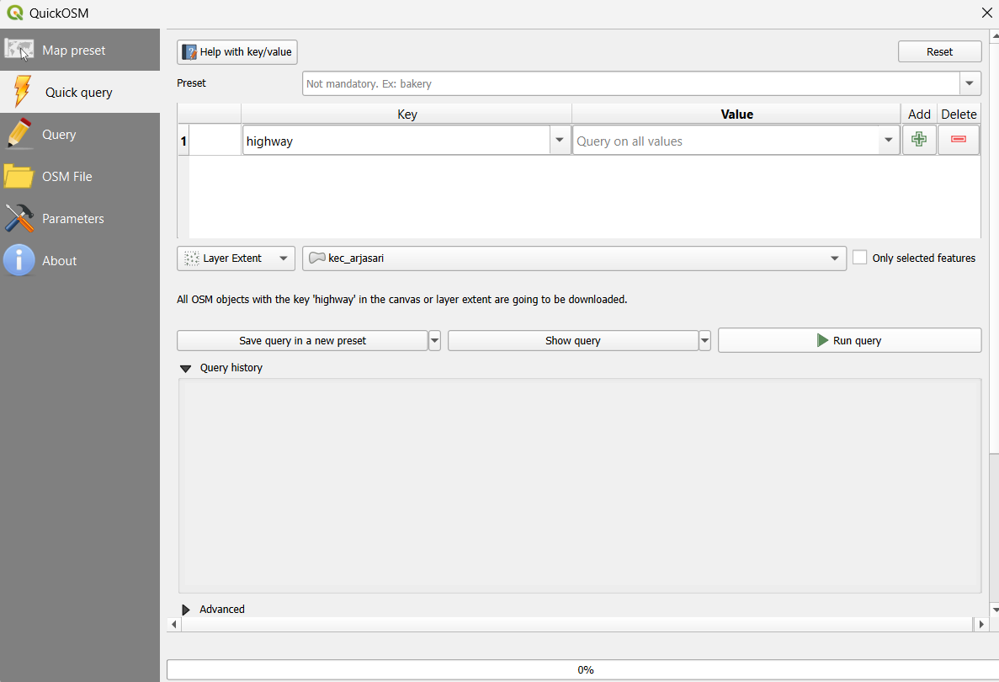 QuickOSM
Map preset
Quick query
Query
OSM File
Parameters
About
Help with key/value
Reset
Preset
Not mandatory. Ex: bakery
Key Value Add Delete
1 highway Query on all values
Layer Extent kec_arjasari Only selected features
All OSM objects with the key 'highway' in the canvas or layer extent are going to be downloaded.
Save query in a new preset Show query Run query
Query history
Advanced
0%